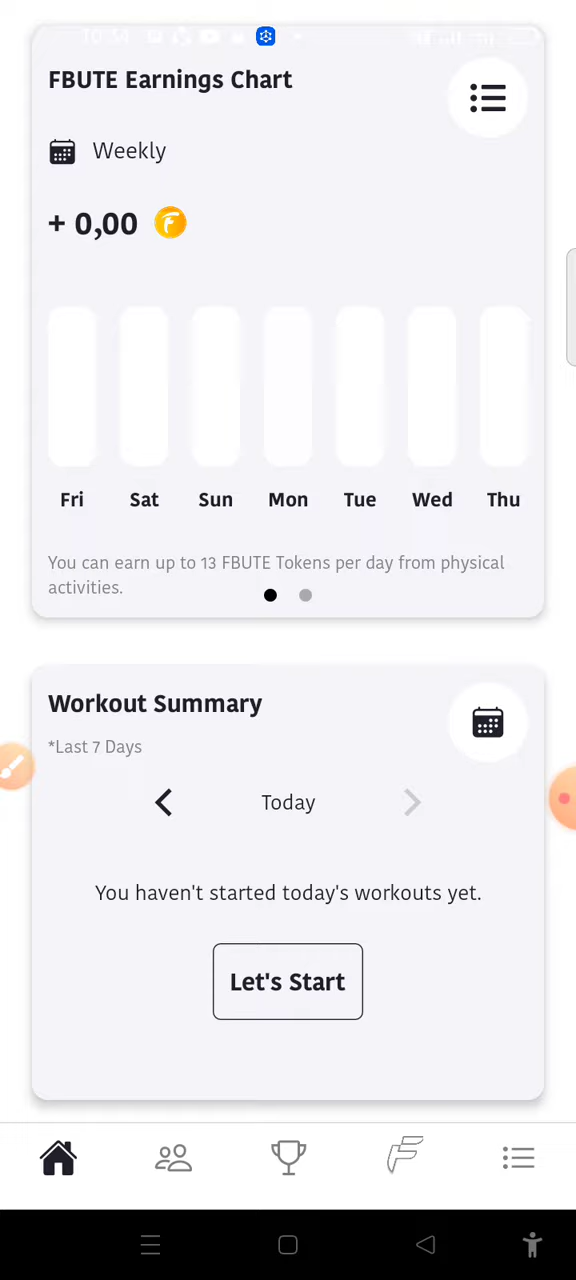 FBUTE Earnings Chart
Weekly
+ 0,00
Fri Sat Sun Mon Tue Wed Thu
You can earn up to 13 FBUTE Tokens per day from physical
activities.
Workout Summary
*Last 7 Days
Today
You haven't started today's workouts yet.
Let's Start